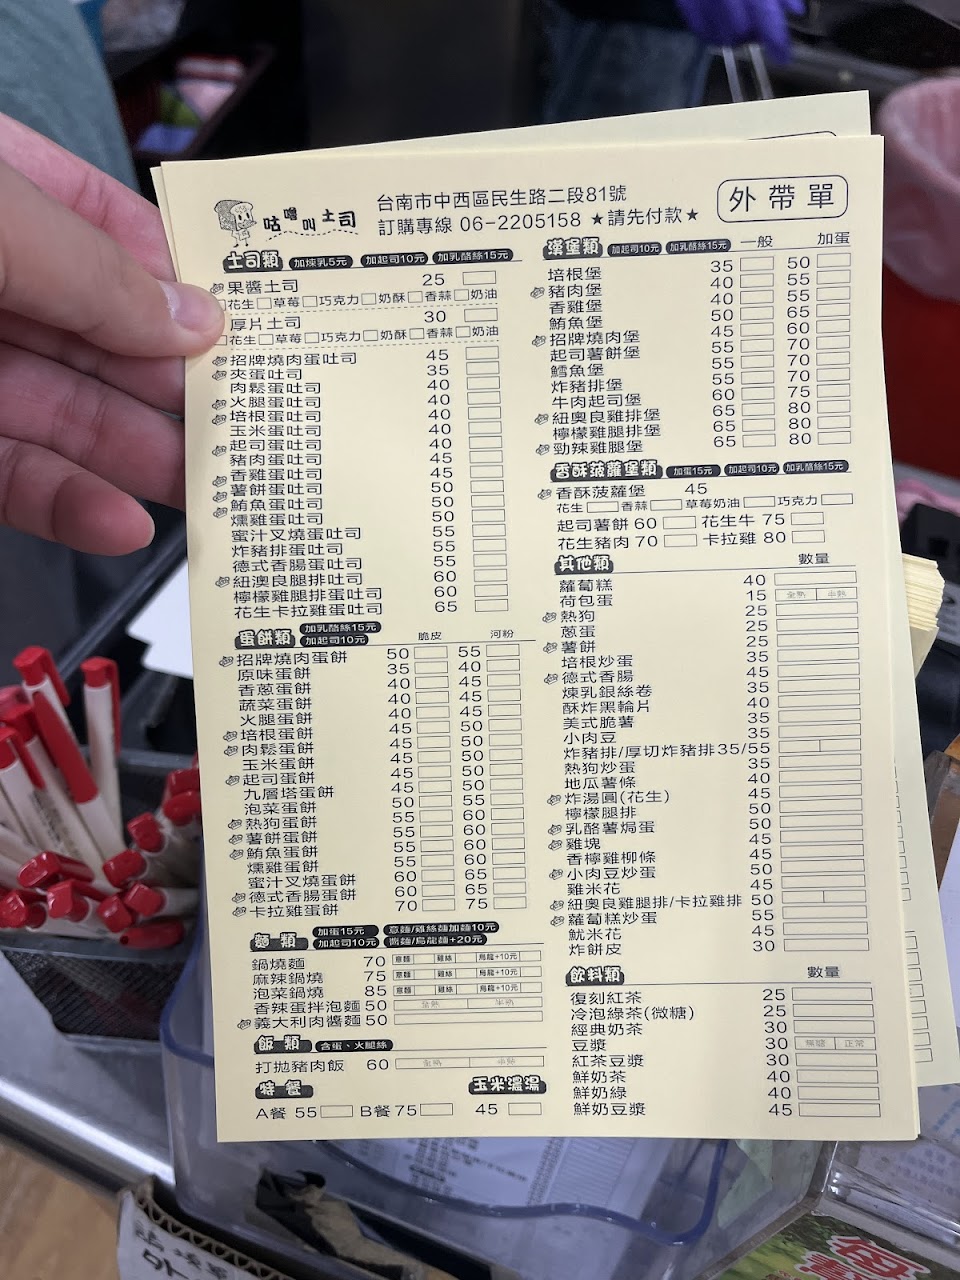 咕嚕叫土司
台南市中西區民生路二段81號
訂購專線 06-2205158 ★請先付款★
外帶單
土司類 加煉乳5元 加起司10元 加乳酪絲15元
果醬土司 25
花生 草莓 巧克力 奶酥 香蒜 奶油
厚片土司 30
花生 草莓 巧克力 奶酥 香蒜 奶油
招牌燒肉蛋吐司 45
夾蛋吐司 35
肉鬆蛋吐司 40
火腿蛋吐司 40
培根蛋吐司 40
玉米蛋吐司 40
起司蛋吐司 40
豬肉蛋吐司 45
香雞蛋吐司 45
薯餅蛋吐司 50
鮪魚蛋吐司 50
燻雞蛋吐司 50
蜜汁叉燒蛋吐司 55
炸豬排蛋吐司 55
德式香腸蛋吐司 55
紐澳良腿排吐司 60
檸檬雞腿排蛋吐司 60
花生卡拉雞蛋吐司 65
蛋餅類 加乳酪絲15元 加起司10元 脆皮 河粉
招牌燒肉蛋餅 50 55
原味蛋餅 35 40
香蔥蛋餅 40 45
蔬菜蛋餅 40 45
火腿蛋餅 40 45
培根蛋餅 45 50
肉鬆蛋餅 45 50
玉米蛋餅 45 50
起司蛋餅 45 50
九層塔蛋餅 45 50
泡菜蛋餅 50 55
熱狗蛋餅 55 60
薯餅蛋餅 55 60
鮪魚蛋餅 55 60
燻雞蛋餅 55 60
蜜汁叉燒蛋餅 60 65
德式香腸蛋餅 60 65
卡拉雞蛋餅 70 75
麵類 加蛋15元 意麵/雞絲麵加麵10元
加起司10元 鍋麵/烏龍麵+20元
鍋燒麵 70 意麵 雞絲 烏龍+10元
麻辣鍋燒 75 意麵 雞絲 烏龍+10元
泡菜鍋燒 85 意麵 雞絲 烏龍+10元
香辣蛋拌泡麵 50 全熟 半熟
義大利肉醬麵 50
飯類 含蛋、火腿絲
打拋豬肉飯 60 全熟 半熟
特餐 玉米濃湯
A餐 55 B餐 75 45
漢堡類 加起司10元 加乳酪絲15元 一般 加蛋
培根堡 35 50
豬肉堡 40 55
香雞堡 40 55
鮪魚堡 50 65
招牌燒肉堡 45 60
起司薯餅堡 55 70
鱈魚堡 55 70
炸豬排堡 55 70
牛肉起司堡 60 75
紐奧良雞排堡 65 80
檸檬雞腿排堡 65 80
勁辣雞腿堡 65 80
香酥菠蘿堡類 加蛋15元 加起司10元 加乳酪絲15元
香酥菠蘿堡 45
花生 香蒜 草莓奶油 巧克力
起司薯餅 60 花生牛 75
花生豬肉 70 卡拉雞 80
其他類 數量
蘿蔔糕 40
荷包蛋 15 全熟 半熟
熱狗 25
蔥蛋 25
薯餅 25
培根炒蛋 35
德式香腸 45
煉乳銀絲卷 35
酥炸黑輪片 40
美式脆薯 35
小肉豆 35
炸豬排/厚切炸豬排 35/55
熱狗炒蛋 35
地瓜薯條 40
炸湯圓(花生) 45
檸檬腿排 50
乳酪薯焗蛋 50
雞塊 45
香檸雞柳條 45
小肉豆炒蛋 50
雞米花 45
紐奧良雞腿排/卡拉雞排 50
蘿蔔糕炒蛋 55
魷米花 45
炸餅皮 30
飲料類 數量
復刻紅茶 25
冷泡綠茶(微糖) 25
經典奶茶 30
豆漿 30 無糖 正常
紅茶豆漿 30
鮮奶茶 40
鮮奶綠 40
鮮奶豆漿 45